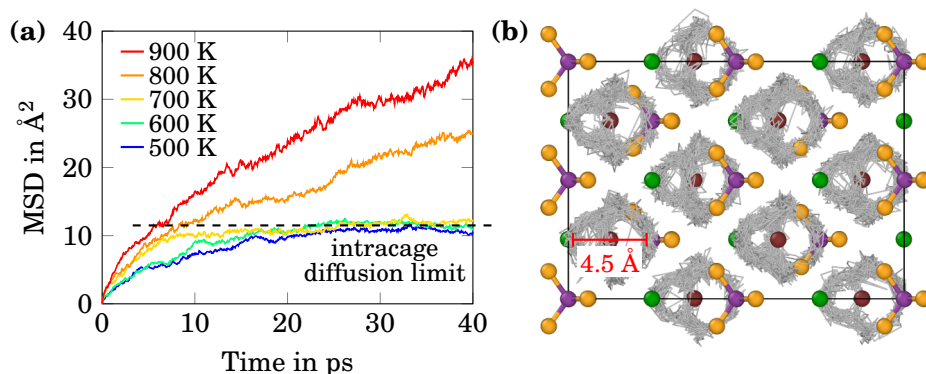 (a)
MSD in Å²
40
30
20
10
0
900 K
800 K
700 K
600 K
500 K
intracage
diffusion limit
0
10
20
30
40
Time in ps
(b)
4.5 Å